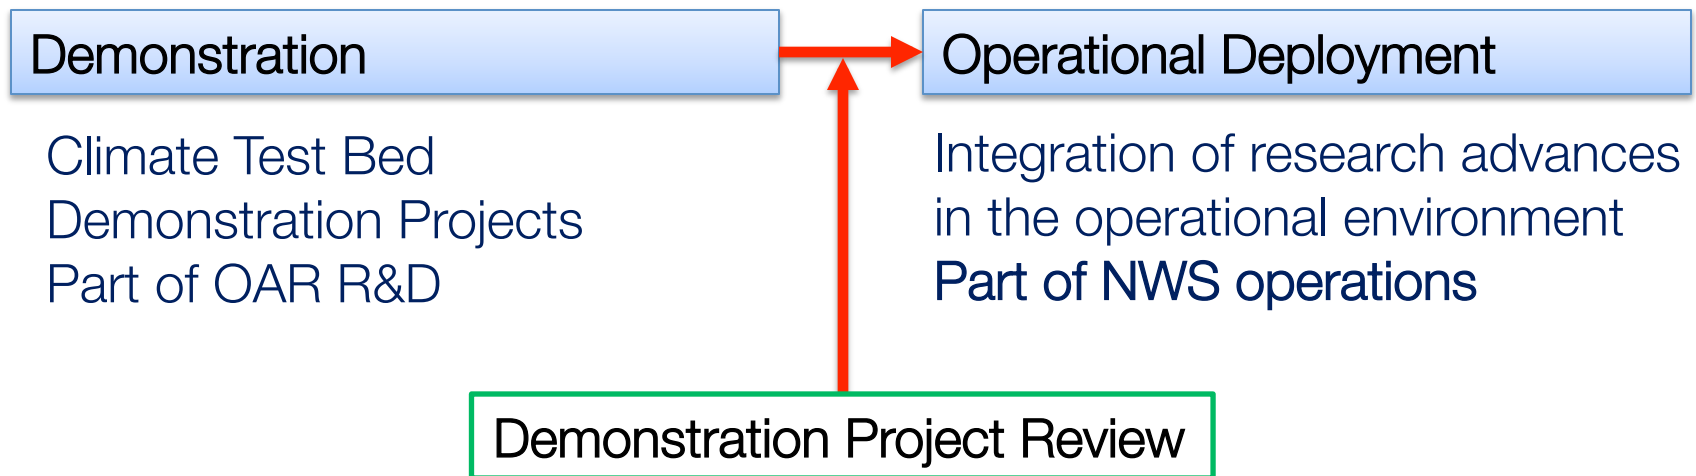 Demonstration
Operational Deployment
Climate Test Bed
Demonstration Projects
Part of OAR R&D
Integration of research advances
in the operational environment
Part of NWS operations
Demonstration Project Review